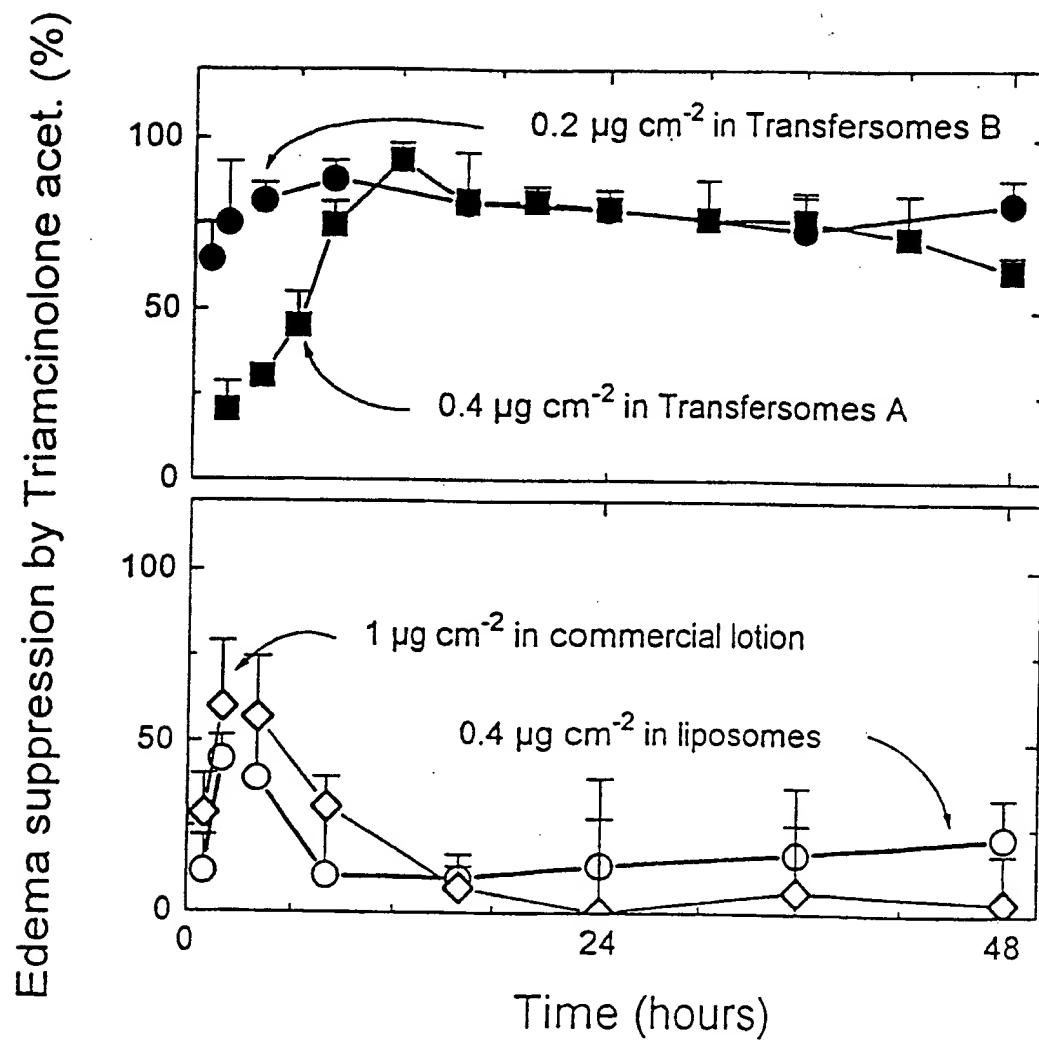 Edema suppression by Triamcinolone acet. (%)
100
50
0
0.2 µg cm-2 in Transfersomes B
0.4 µg cm-2 in Transfersomes A
100
50
0
1 µg cm-2 in commercial lotion
0.4 µg cm-2 in liposomes
0
24
48
Time (hours)